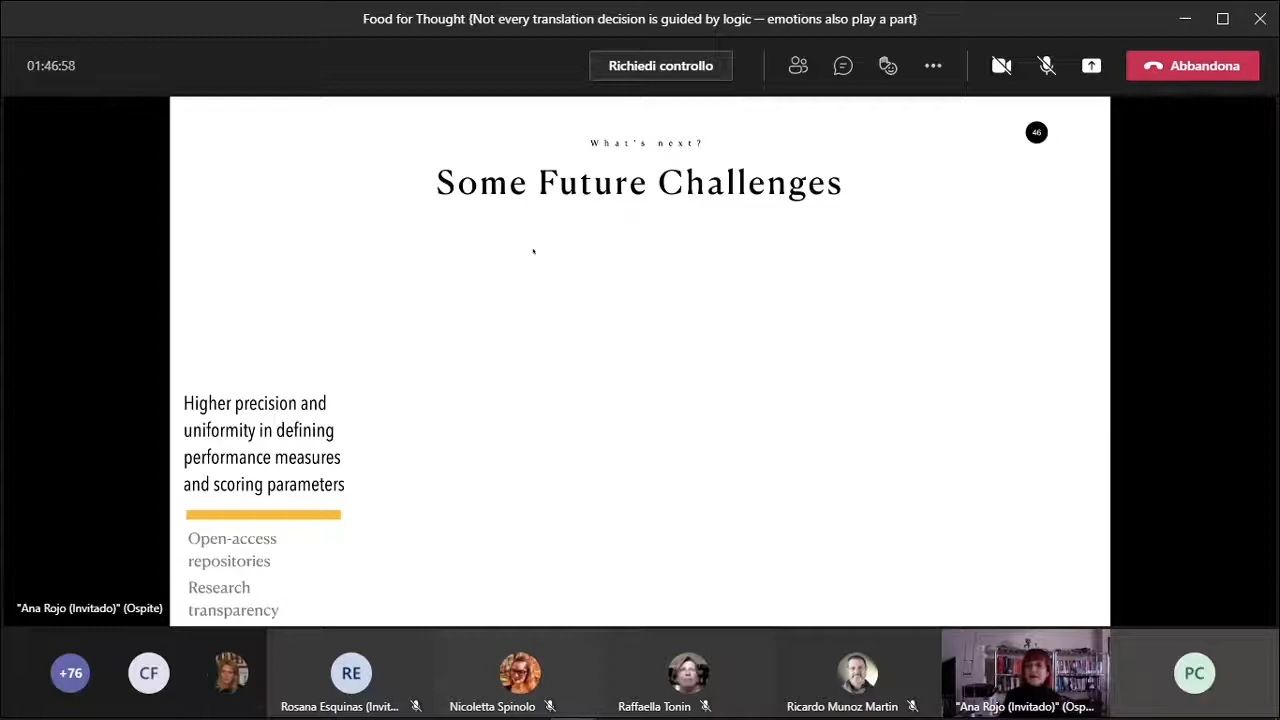 Food for Thought {Not every translation decision is guided by logic — emotions also play a part}
01:46:58
Richiedi controllo
Abbandona
46
What's next?
Some Future Challenges
Higher precision and
uniformity in defining
performance measures
and scoring parameters
Open-access
repositories
Research
transparency
"Ana Rojo (Invitado)" (Ospite)
+76
CF
RE
Rosana Esquinas (Invit...
Nicoletta Spinolo
Raffaella Tonin
Ricardo Munoz Martin
"Ana Rojo (Invitado)" (Osp...
PC